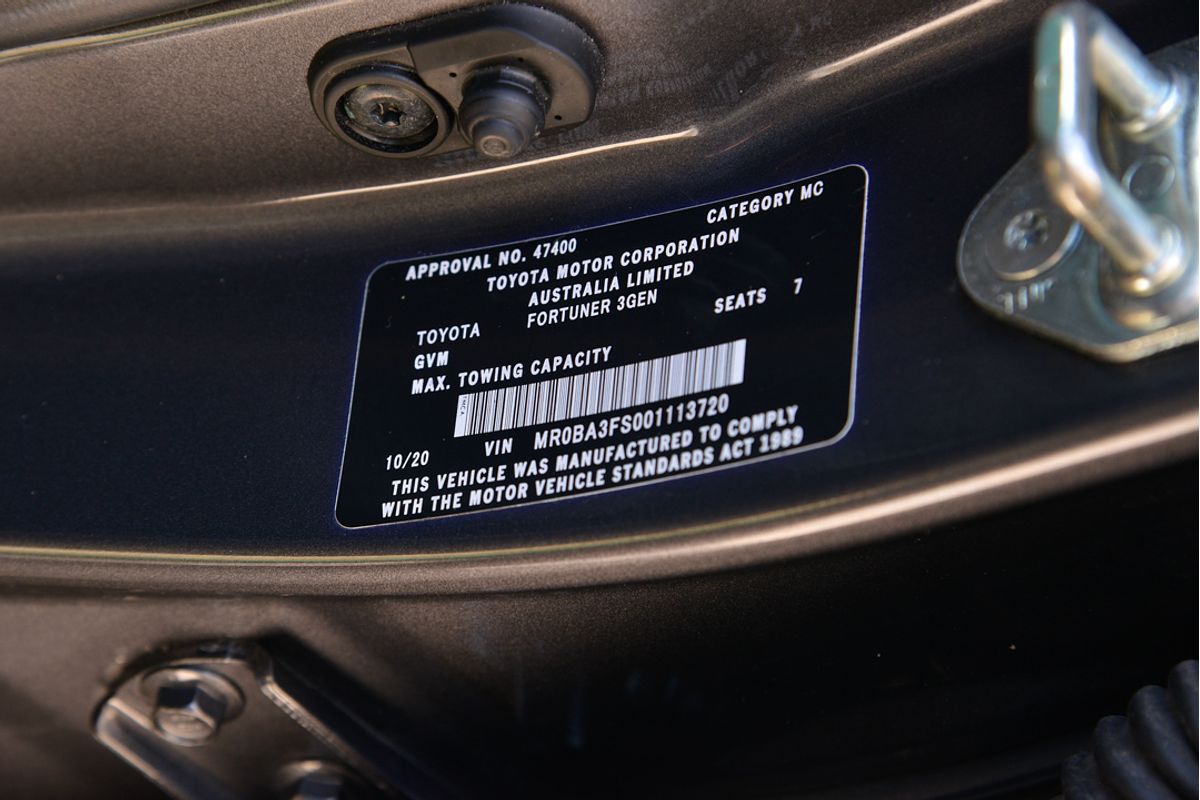 APPROVAL NO. 47400 CATEGORY MC
TOYOTA MOTOR CORPORATION
AUSTRALIA LIMITED
TOYOTA FORTUNER 3GEN SEATS 7
GVM
MAX. TOWING CAPACITY
TMCA
10/20 VIN MR0BA3FS001113720
THIS VEHICLE WAS MANUFACTURED TO COMPLY
WITH THE MOTOR VEHICLE STANDARDS ACT 1989